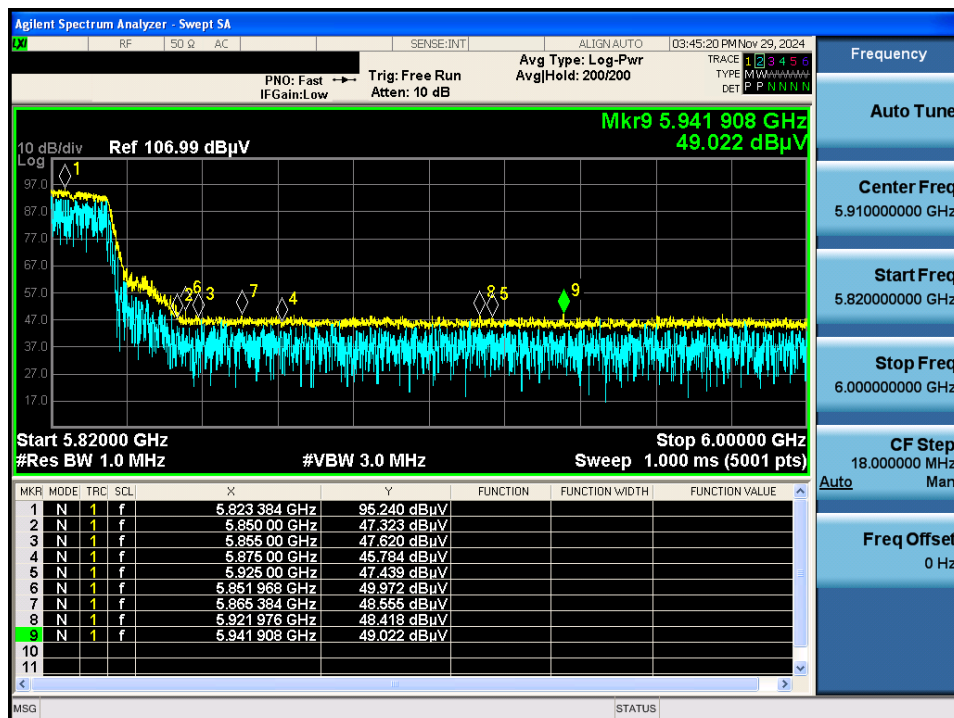 Agilent Spectrum Analyzer - Swept SA
LXI RF 50 Ω AC SENSE:INT ALIGN AUTO 03:45:20 PM Nov 29, 2024
Frequency
PNO: Fast
IFGain:Low
Trig: Free Run
Atten: 10 dB
Avg Type: Log-Pwr
Avg|Hold: 200/200
TRACE 1 2 3 4 5 6
TYPE
DET P P N N N N
Auto Tune
Mkr9 5.941 908 GHz
49.022 dBµV
10 dB/div Ref 106.99 dBµV
Log
97.0
87.0
77.0
67.0
57.0
47.0
37.0
27.0
17.0
1
2
6
3
7
4
8
5
9
Start 5.82000 GHz Stop 6.00000 GHz
#Res BW 1.0 MHz #VBW 3.0 MHz Sweep 1.000 ms (5001 pts)
Center Freq
5.910000000 GHz
Start Freq
5.820000000 GHz
Stop Freq
6.000000000 GHz
CF Step
18.000000 MHz
Auto Man
Freq Offset
0 Hz
MKR MODE TRC SCL X Y FUNCTION FUNCTION WIDTH FUNCTION VALUE
1 N 1 f 5.823 384 GHz 95.240 dBµV
2 N 1 f 5.850 00 GHz 47.323 dBµV
3 N 1 f 5.855 00 GHz 47.620 dBµV
4 N 1 f 5.875 00 GHz 45.784 dBµV
5 N 1 f 5.925 00 GHz 47.439 dBµV
6 N 1 f 5.851 968 GHz 49.972 dBµV
7 N 1 f 5.865 384 GHz 48.555 dBµV
8 N 1 f 5.921 976 GHz 48.418 dBµV
9 N 1 f 5.941 908 GHz 49.022 dBµV
10
11
MSG STATUS